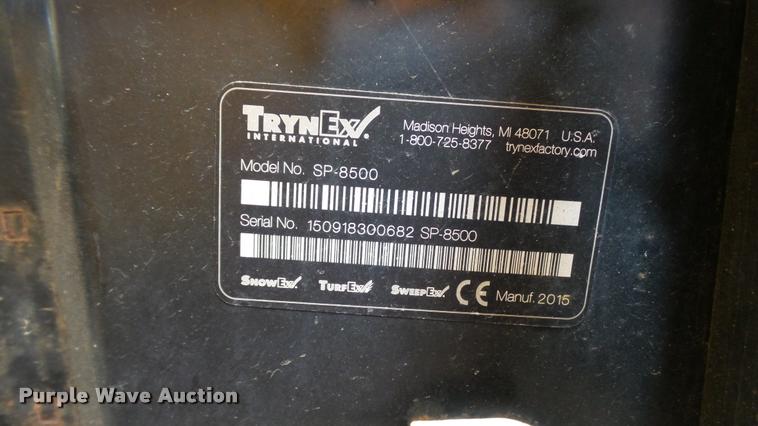 TRYNEX
INTERNATIONAL
Madison Heights, MI 48071 U.S.A.
1-800-725-8377 trynexfactory.com
Model No. SP-8500
Serial No. 150918300682 SP-8500
SNOWEX TURFEX SWEEPEX CE Manuf. 2015
Purple Wave Auction